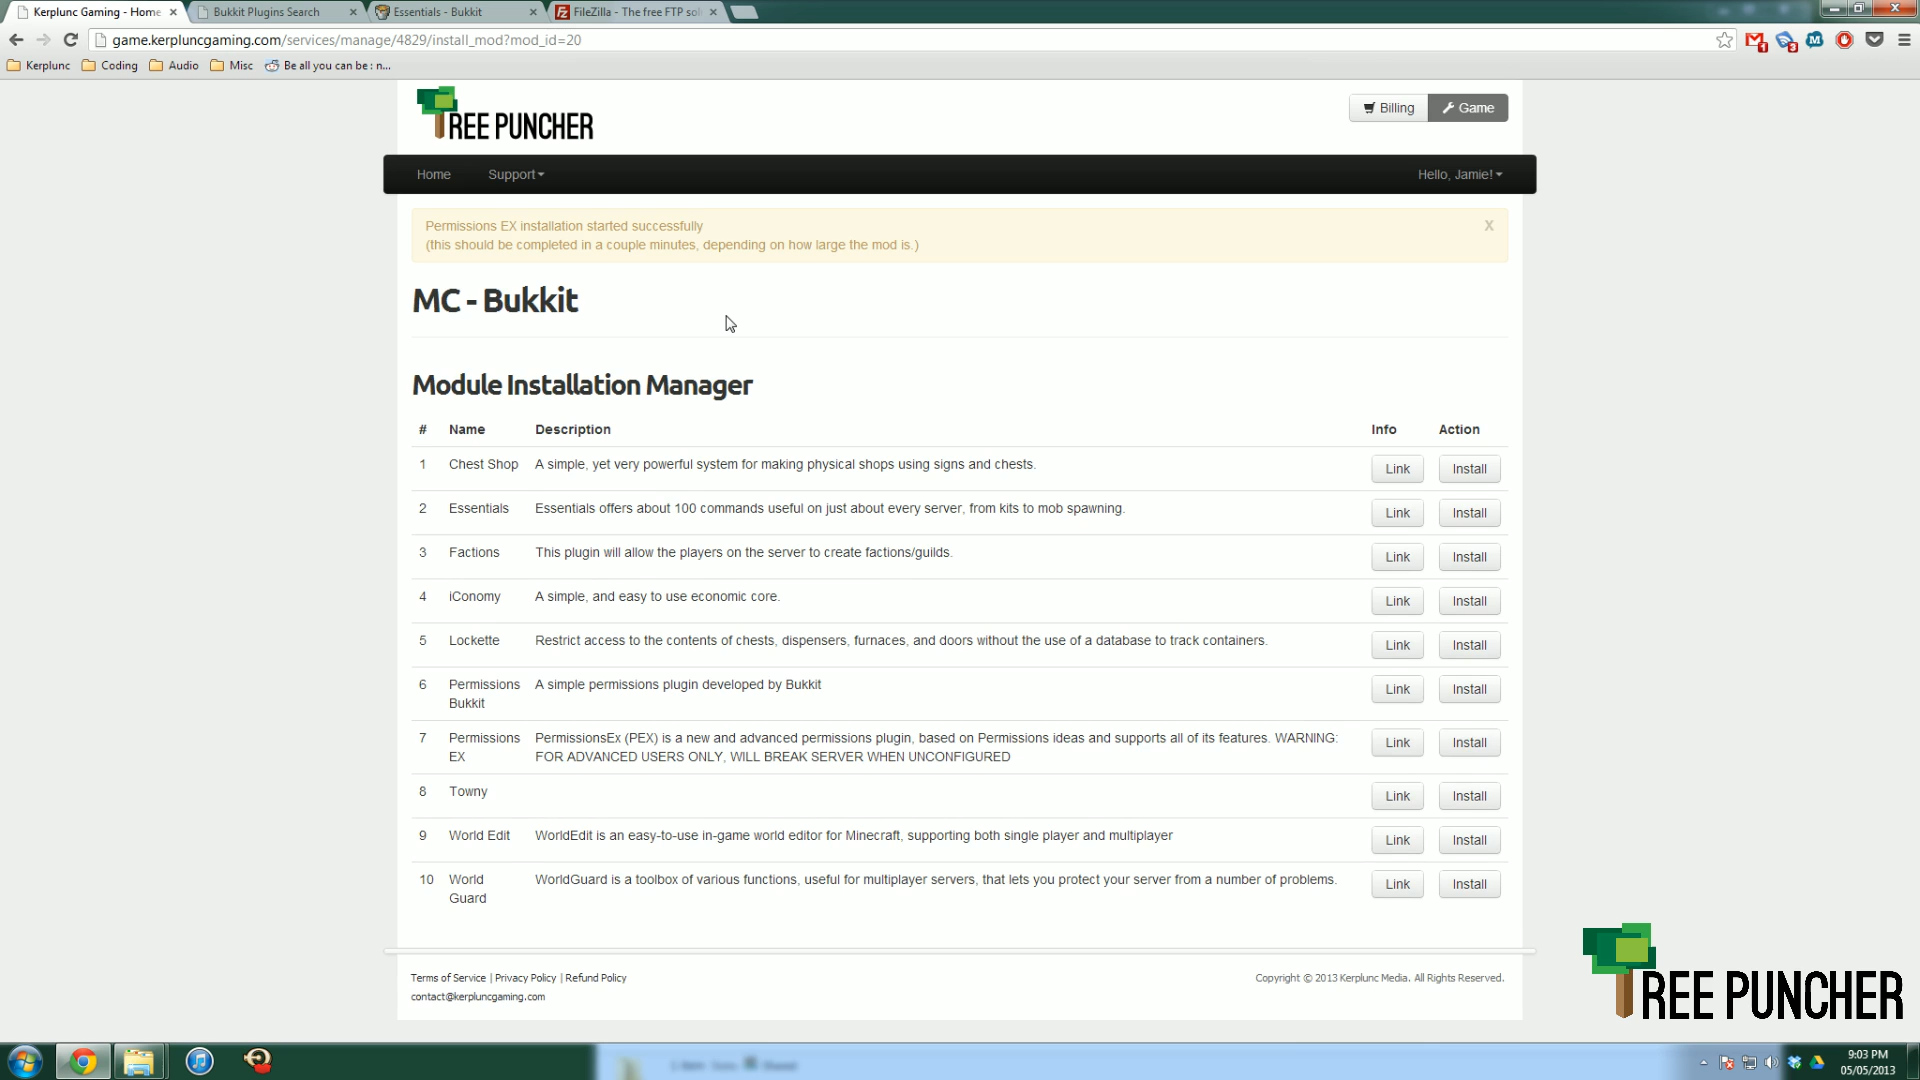 Kerplunc Gaming - Home
Bukkit Plugins Search
Essentials - Bukkit
FileZilla - The free FTP sol
game.kerpluncgaming.com/services/manage/4829/install_mod?mod_id=20
Kerplunc
Coding
Audio
Misc
Be all you can be : n...
REE PUNCHER
Billing
Game
Home
Support
Hello, Jamie!
Permissions EX installation started successfully
(this should be completed in a couple minutes, depending on how large the mod is.)
X
MC - Bukkit
Module Installation Manager
# Name Description Info Action
1 Chest Shop A simple, yet very powerful system for making physical shops using signs and chests. Link Install
2 Essentials Essentials offers about 100 commands useful on just about every server, from kits to mob spawning. Link Install
3 Factions This plugin will allow the players on the server to create factions/guilds. Link Install
4 iConomy A simple, and easy to use economic core. Link Install
5 Lockette Restrict access to the contents of chests, dispensers, furnaces, and doors without the use of a database to track containers. Link Install
6 Permissions A simple permissions plugin developed by Bukkit Link Install
Bukkit
7 Permissions PermissionsEx (PEX) is a new and advanced permissions plugin, based on Permissions ideas and supports all of its features. WARNING: Link Install
EX FOR ADVANCED USERS ONLY, WILL BREAK SERVER WHEN UNCONFIGURED
8 Towny Link Install
9 World Edit WorldEdit is an easy-to-use in-game world editor for Minecraft, supporting both single player and multiplayer Link Install
10 World WorldGuard is a toolbox of various functions, useful for multiplayer servers, that lets you protect your server from a number of problems. Link Install
Guard
Terms of Service | Privacy Policy | Refund Policy
contact@kerpluncgaming.com
Copyright © 2013 Kerplunc Media. All Rights Reserved.
REE PUNCHER
9:03 PM
05/05/2013